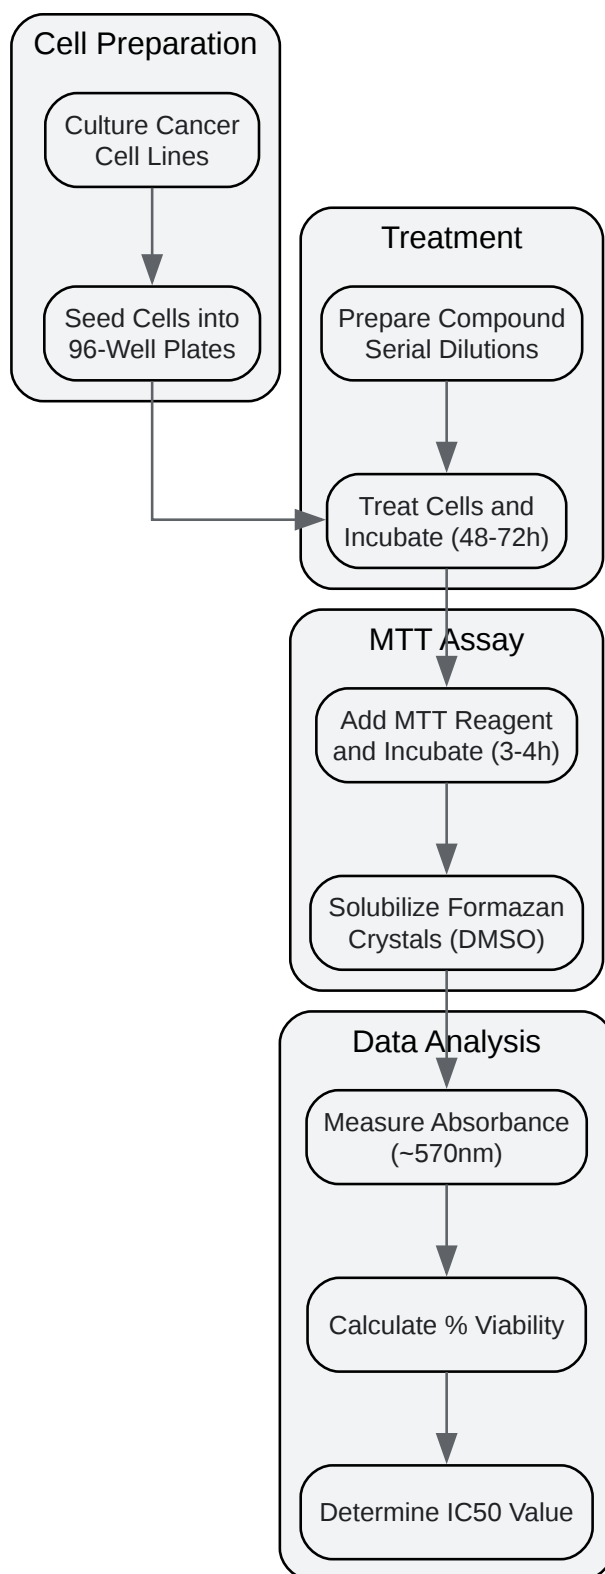 Cell Preparation
Culture Cancer
Cell Lines
Seed Cells into
96-Well Plates
Treatment
Prepare Compound
Serial Dilutions
Treat Cells and
Incubate (48-72h)
MTT Assay
Add MTT Reagent
and Incubate (3-4h)
Solubilize Formazan
Crystals (DMSO)
Data Analysis
Measure Absorbance
(~570nm)
Calculate % Viability
Determine IC50 Value